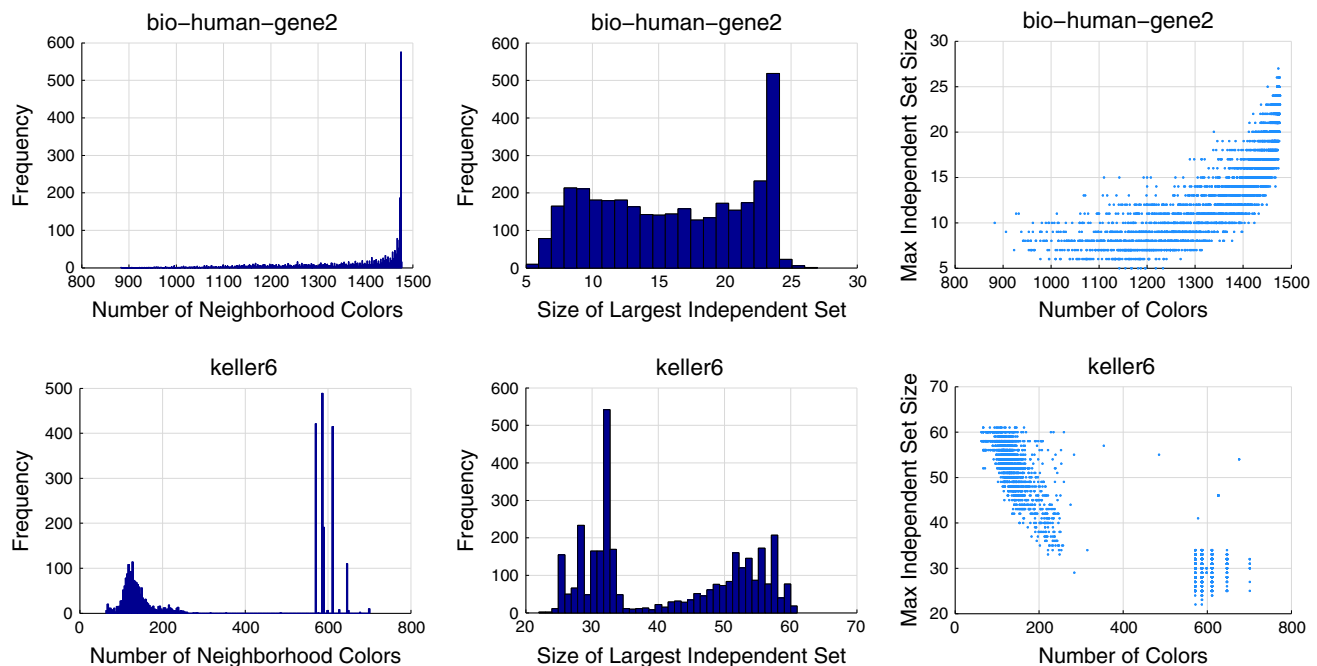 bio-human-gene2
600
500
400
300
200
100
0
800 900 1000 1100 1200 1300 1400 1500
Frequency
Number of Neighborhood Colors
bio-human-gene2
600
500
400
300
200
100
0
5 10 15 20 25 30
Frequency
Size of Largest Independent Set
bio-human-gene2
30
25
20
15
10
5
800 900 1000 1100 1200 1300 1400 1500
Max Independent Set Size
Number of Colors
keller6
500
400
300
200
100
0
0 200 400 600 800
Frequency
Number of Neighborhood Colors
keller6
600
500
400
300
200
100
0
20 30 40 50 60 70
Frequency
Size of Largest Independent Set
keller6
70
60
50
40
30
20
0 200 400 600 800
Max Independent Set Size
Number of Colors